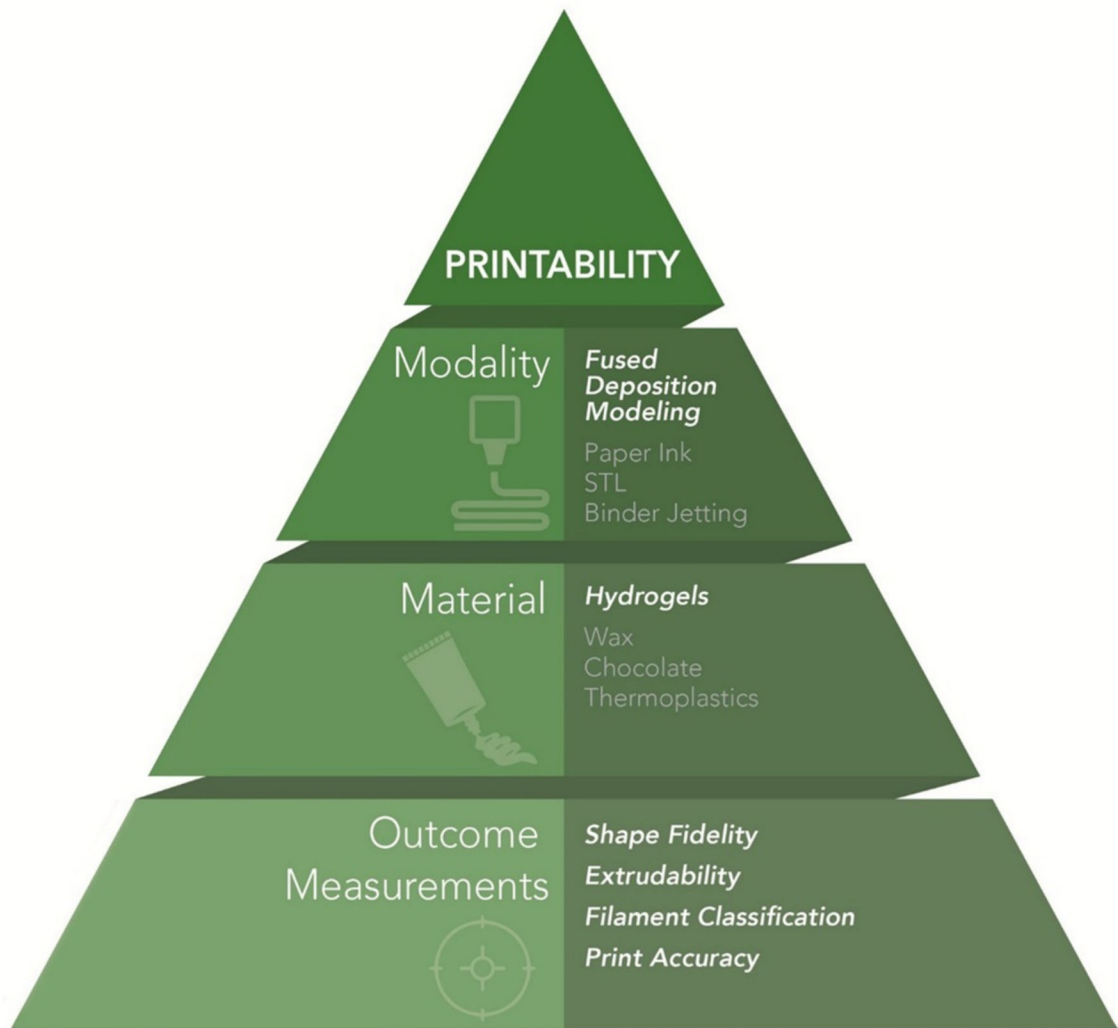 PRINTABILITY
Modality
Fused
Deposition
Modeling
Paper Ink
STL
Binder Jetting
Material
Hydrogels
Wax
Chocolate
Thermoplastics
Outcome
Measurements
Shape Fidelity
Extrudability
Filament Classification
Print Accuracy